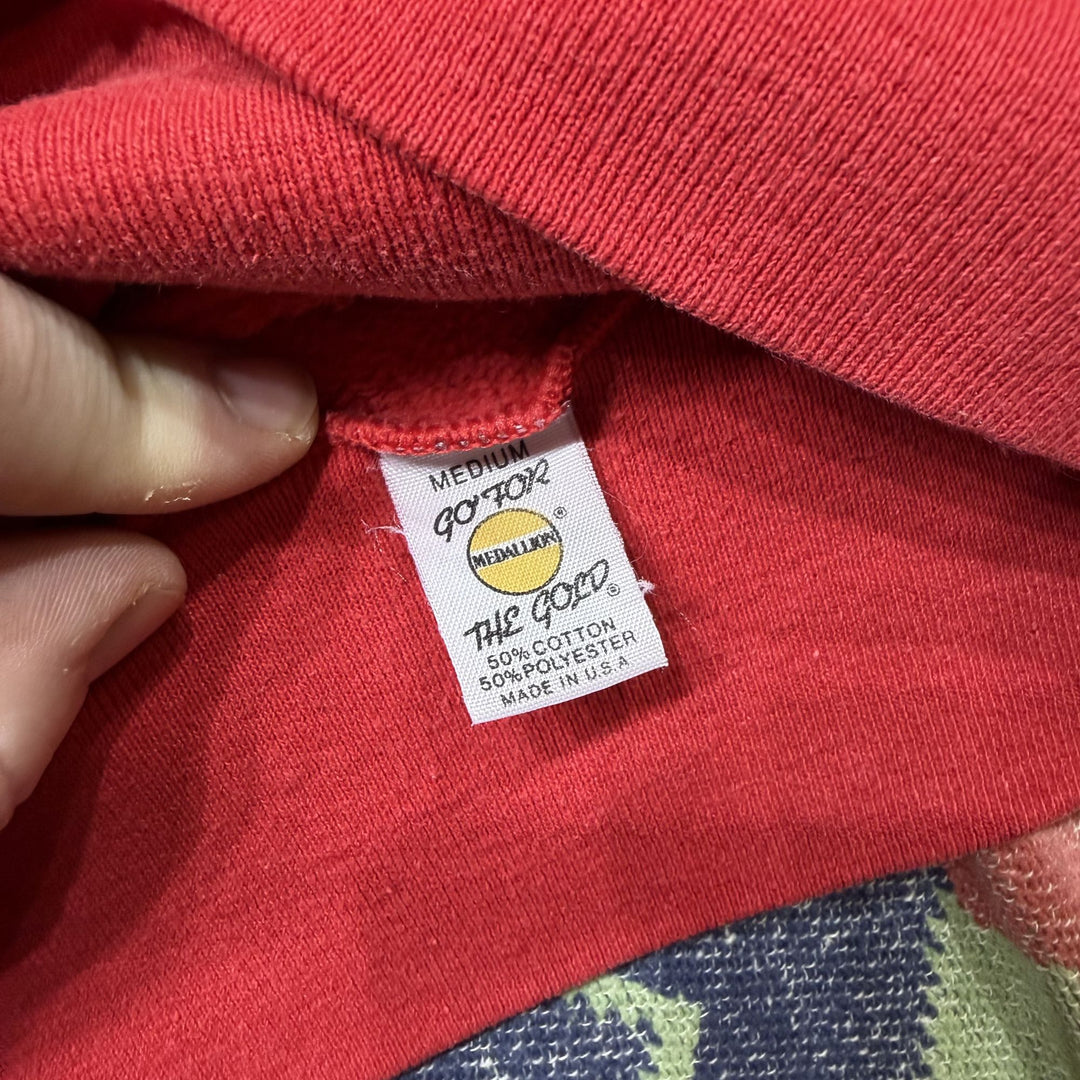 MEDIUM
GO FOR
MEDALLION ®
THE GOLD ®
50% COTTON
50% POLYESTER
MADE IN U.S.A